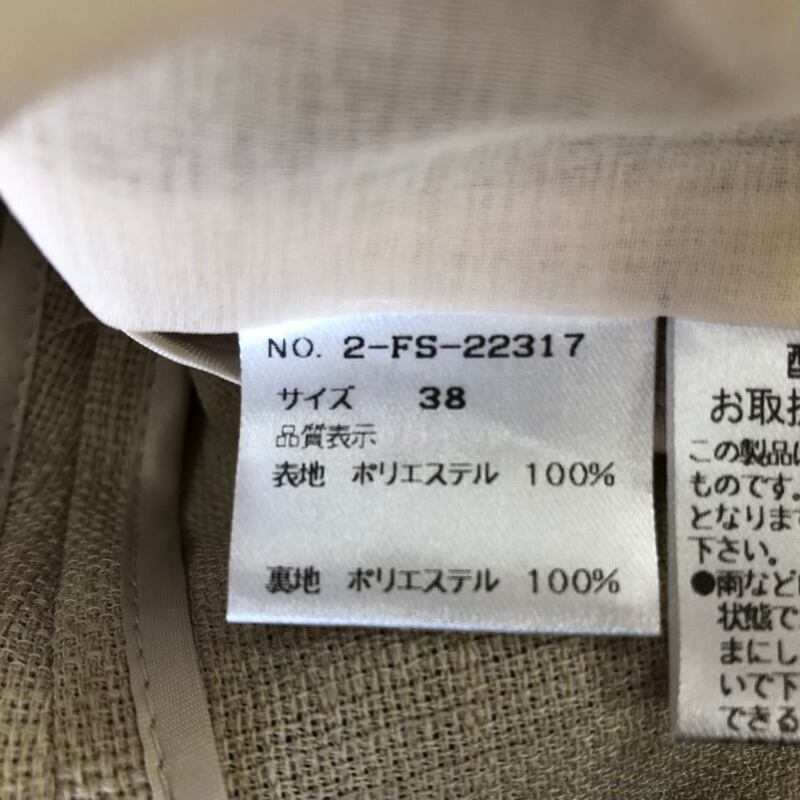 NO. 2-FS-22317
サイズ 38
品質表示
表地 ポリエステル 100%
裏地 ポリエステル 100%
お取扱
この製品は
ものです。
となります
下さい。
●雨などに
状態で
まにし
いで下
できる